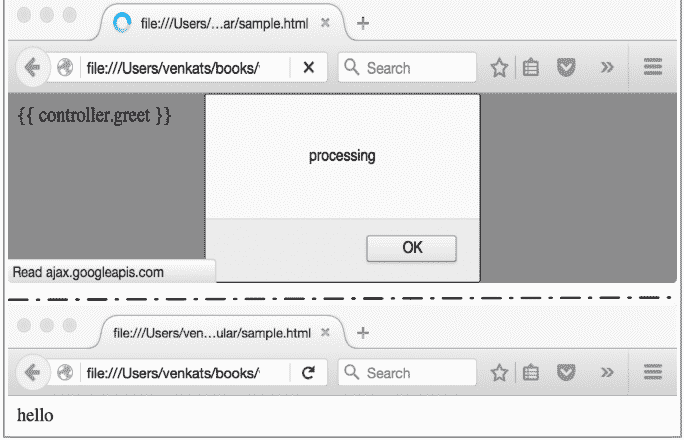 file:///Users/...ar/sample.html × +
file:///Users/venkats/books/ × Search »
{{ controller.greet }}
processing
OK
Read ajax.googleapis.com
file:///Users/ven...ular/sample.html × +
file:///Users/venkats/books/ Search »
hello